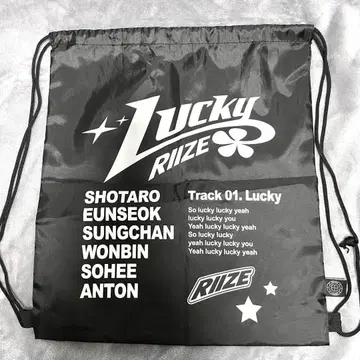 Lucky
RIIZE
SHOTARO
EUNSEOK
SUNGCHAN
WONBIN
SOHEE
ANTON
Track 01. Lucky
So lucky lucky yeah
lucky lucky you
Yeah lucky lucky yeah
So lucky lucky
yeah lucky lucky you
Yeah lucky lucky yeah
RIIZE